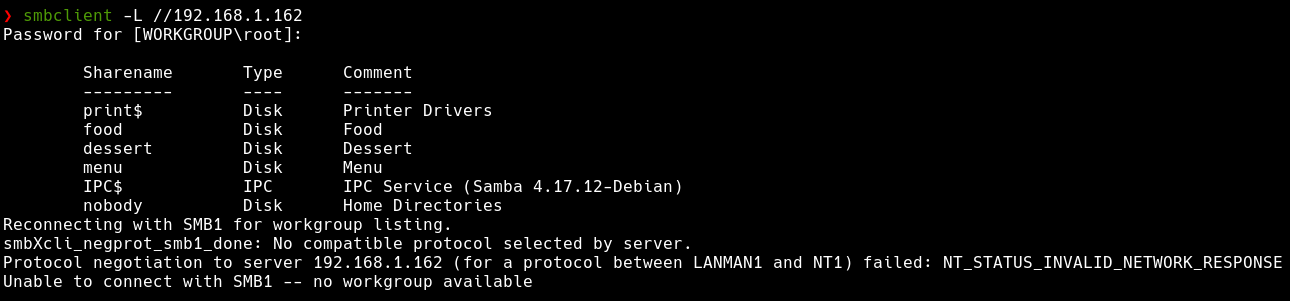 ❯ smbclient -L //192.168.1.162
Password for [WORKGROUP\root]:
Sharename Type Comment
--------- ---- -------
print$ Disk Printer Drivers
food Disk Food
dessert Disk Dessert
menu Disk Menu
IPC$ IPC IPC Service (Samba 4.17.12-Debian)
nobody Disk Home Directories
Reconnecting with SMB1 for workgroup listing.
smbXcli_negprot_smb1_done: No compatible protocol selected by server.
Protocol negotiation to server 192.168.1.162 (for a protocol between LANMAN1 and NT1) failed: NT_STATUS_INVALID_NETWORK_RESPONSE
Unable to connect with SMB1 -- no workgroup available